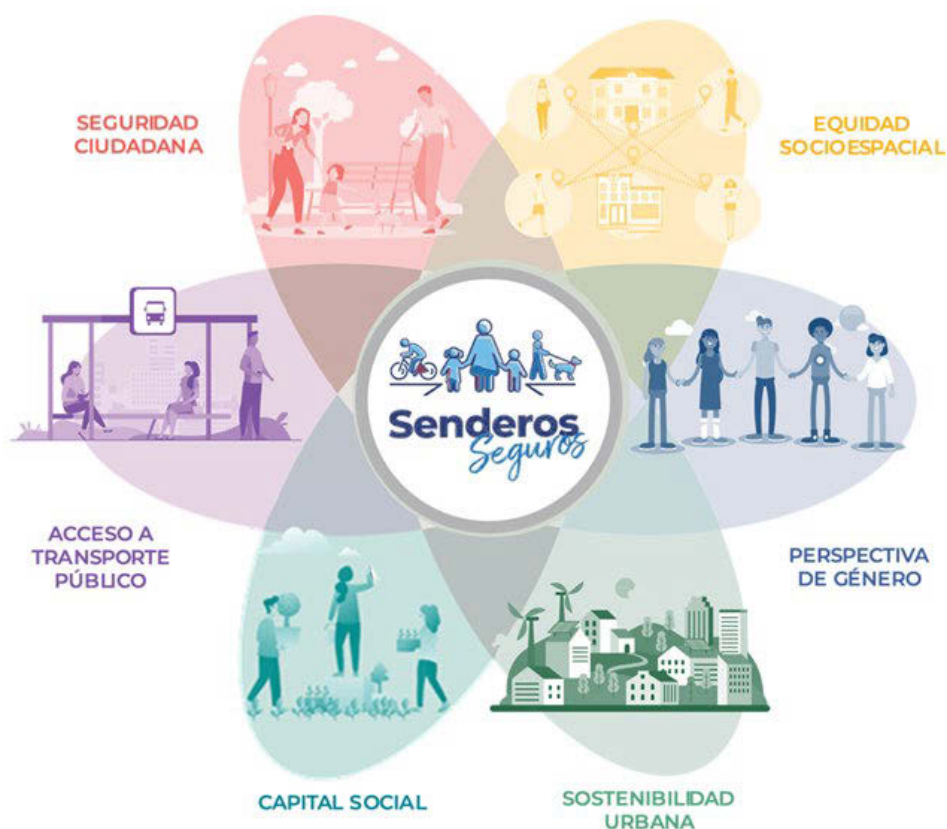 SEGURIDAD
CIUDADANA
EQUIDAD
SOCIOESPACIAL
Senderos
Seguros
ACCESO A
TRANSPORTE
PÚBLICO
PERSPECTIVA
DE GÉNERO
CAPITAL SOCIAL
SOSTENIBILIDAD
URBANA